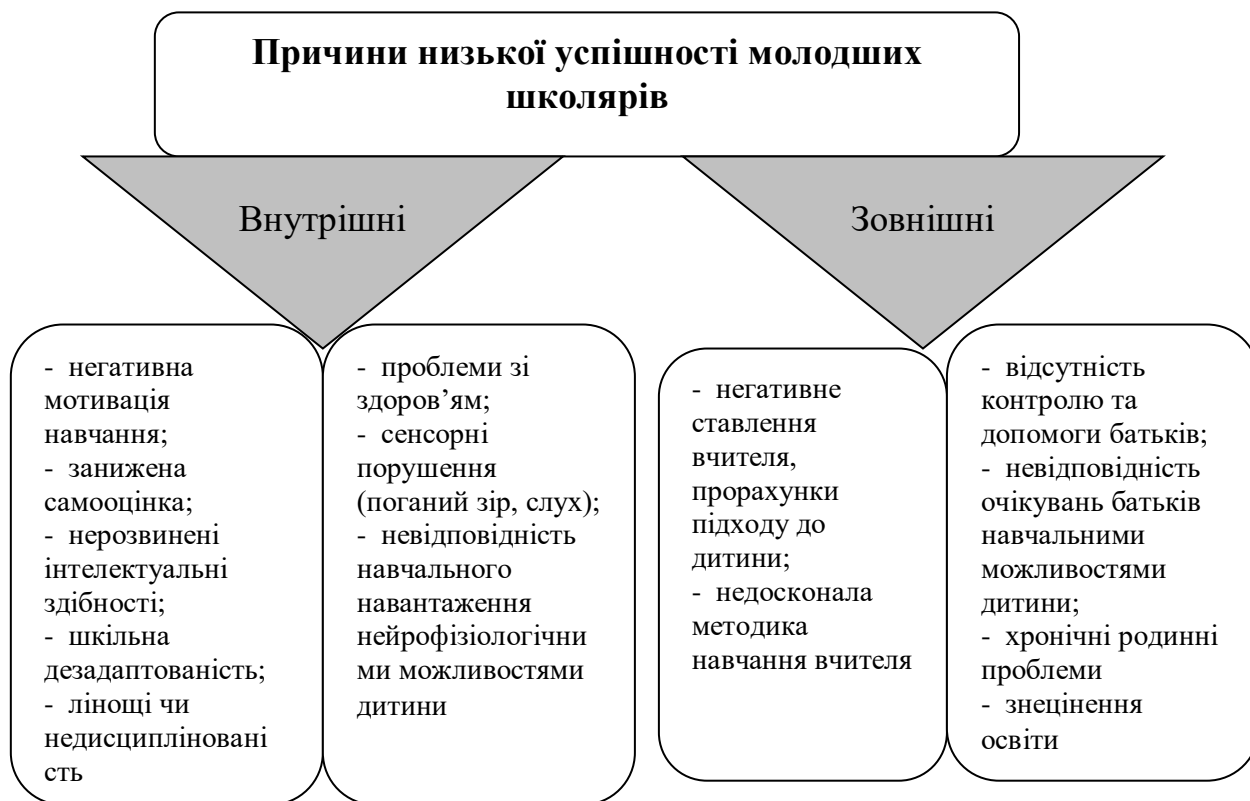 Причини низької успішності молодших
школярів
Внутрішні
Зовнішні
- негативна
мотивація
навчання;
- занижена
самооцінка;
- нерозвинені
інтелектуальні
здібності;
- шкільна
дезадаптованість;
- лінощі чи
недисципліновані
сть
- проблеми зі
здоров’ям;
- сенсорні
порушення
(поганий зір, слух);
- невідповідність
навчального
навантаження
нейрофізіологічни
ми можливостями
дитини
- негативне
ставлення
вчителя,
прорахунки
підходу до
дитини;
- недосконала
методика
навчання вчителя
- відсутність
контролю та
допомоги батьків;
- невідповідність
очікувань батьків
навчальними
можливостями
дитини;
- хронічні родинні
проблеми
- знецінення
освіти